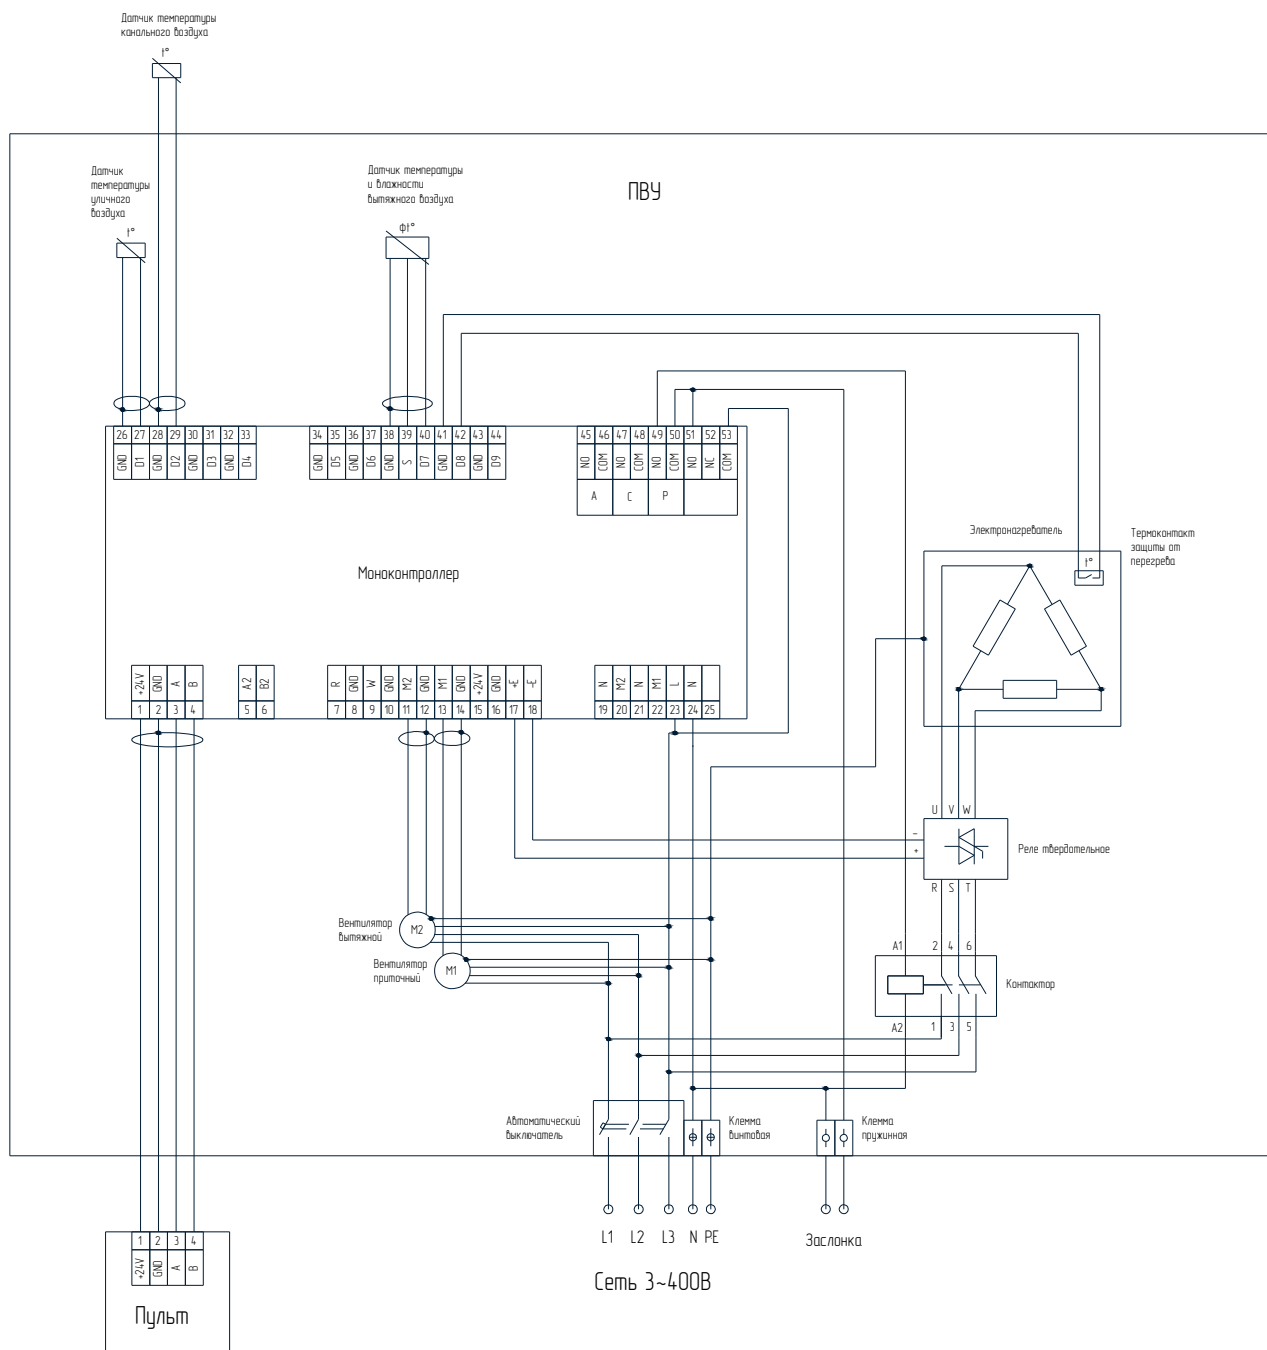 Датчик температуры
канального воздуха
t°
Датчик
температуры
уличного
воздуха
t°
Датчик температуры
и влажности
вытяжного воздуха
φt°
ПВУ
26 27 28 29 30 31 32 33
GND D1 GND D2 GND D3 GND D4
34 35 36 37 38 39 40 41 42 43 44
GND D5 GND D6 GND S D7 GND D8 GND D9
45 46 47 48 49 50 51 52 53
NO COM NO COM NO COM NO NC COM
A C P
Моноконтроллер
Электронагреватель
Термоконтакт
защиты от
перегрева
t°
+24V GND A B
1 2 3 4
A2 B2
5 6
R GND W GND M2 GND M1 GND +24V GND +E -E
7 8 9 10 11 12 13 14 15 16 17 18
N M2 N M1 L N
19 20 21 22 23 24 25
U V W
−
+
Реле твердотельное
R S T
Вентилятор
вытяжной
M2
Вентилятор
приточный
M1
A1 2 4 6
Контактор
A2 1 3 5
Автоматический
выключатель
Клемма
винтовая
Клемма
пружинная
L1 L2 L3 N PE
Заслонка
Сеть 3~400В
1 2 3 4
+24V GND A B
Пульт